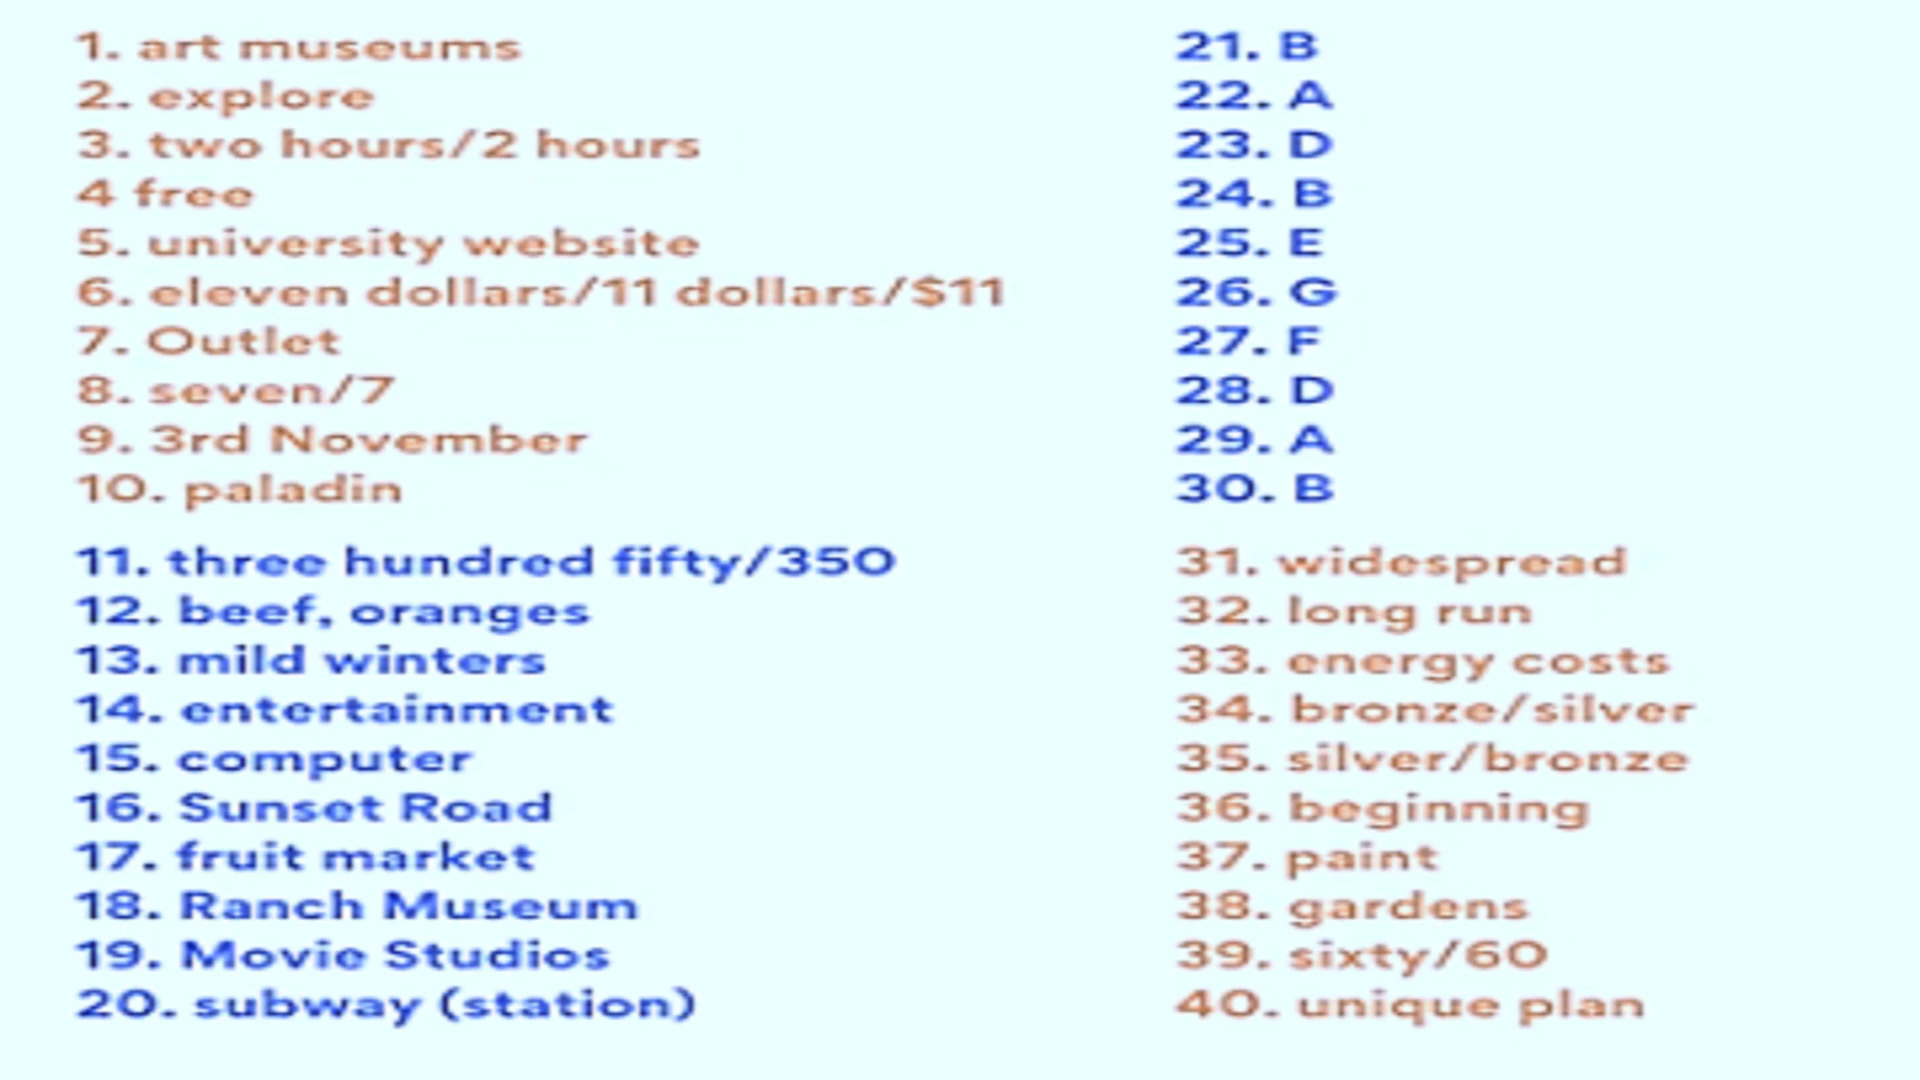 1. art museums
2. explore
3. two hours/2 hours
4 free
5. university website
6. eleven dollars/11 dollars/$11
7. Outlet
8. seven/7
9. 3rd November
10. paladin
11. three hundred fifty/350
12. beef, oranges
13. mild winters
14. entertainment
15. computer
16. Sunset Road
17. fruit market
18. Ranch Museum
19. Movie Studios
20. subway (station)
21. B
22. A
23. D
24. B
25. E
26. G
27. F
28. D
29. A
30. B
31. widespread
32. long run
33. energy costs
34. bronze/silver
35. silver/bronze
36. beginning
37. paint
38. gardens
39. sixty/60
40. unique plan